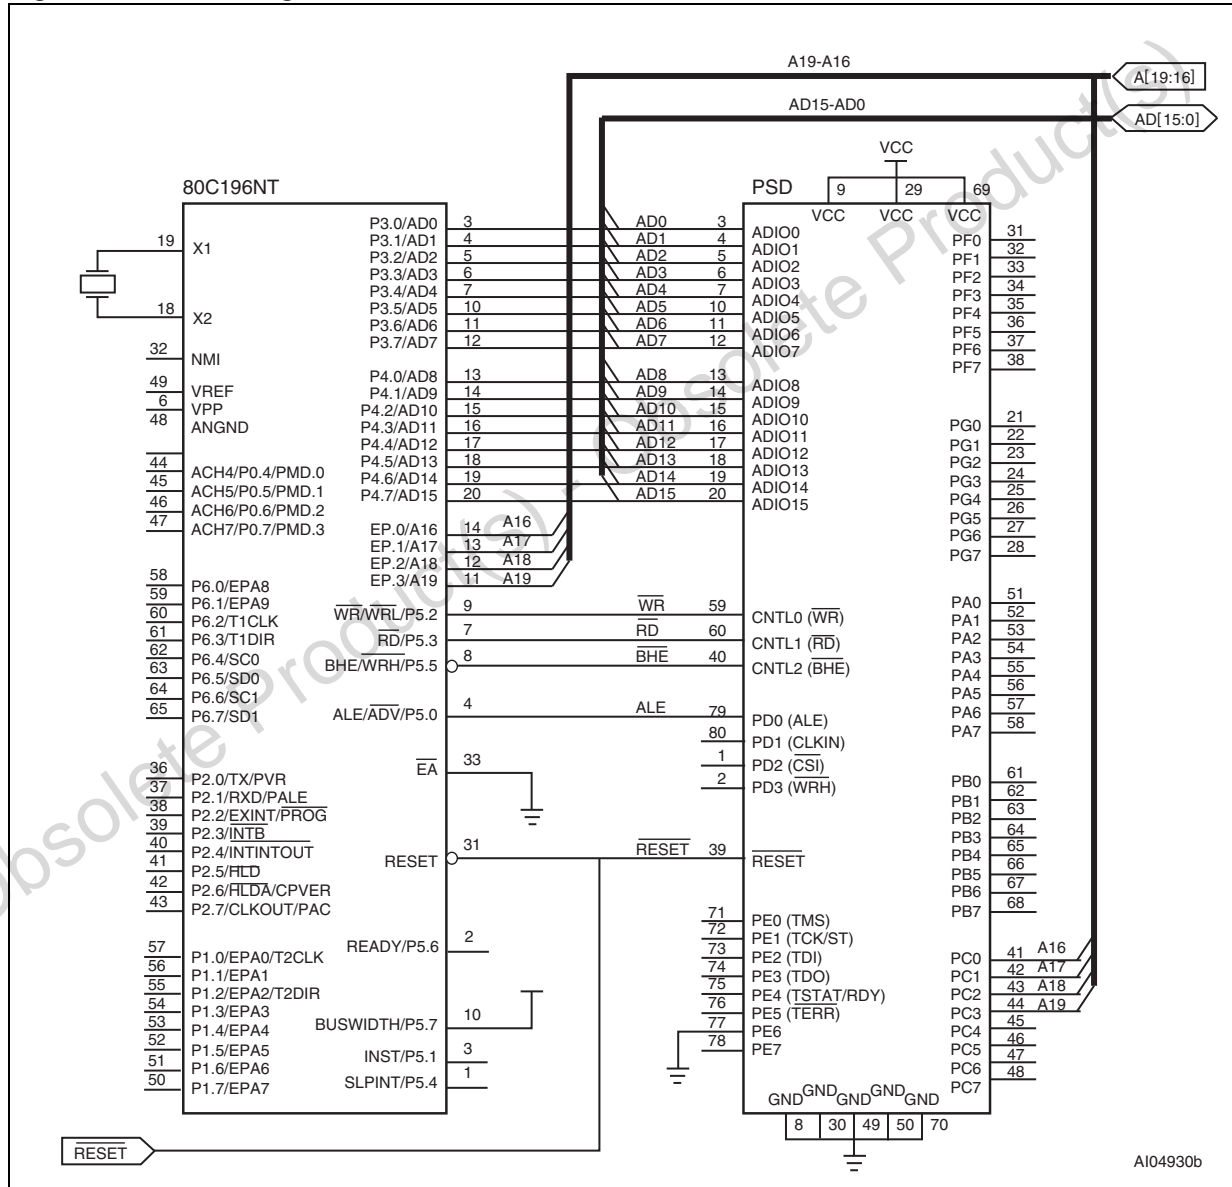 A19-A16
A[19:16]
AD15-AD0
AD[15:0]
VCC
80C196NT
PSD
9
29
69
VCC
VCC
VCC
19
X1
18
X2
32
NMI
49
VREF
6
VPP
48
ANGND
44
ACH4/P0.4/PMD.0
45
ACH5/P0.5/PMD.1
46
ACH6/P0.6/PMD.2
47
ACH7/P0.7/PMD.3
58
P6.0/EPA8
59
P6.1/EPA9
60
P6.2/T1CLK
61
P6.3/T1DIR
62
P6.4/SC0
63
P6.5/SD0
64
P6.6/SC1
65
P6.7/SD1
36
P2.0/TX/PVR
37
P2.1/RXD/PALE
38
P2.2/EXINT/PROG
39
P2.3/INTB
40
P2.4/INTINTOUT
41
P2.5/HLD
42
P2.6/HLDA/CPVER
43
P2.7/CLKOUT/PAC
57
P1.0/EPA0/T2CLK
56
P1.1/EPA1
55
P1.2/EPA2/T2DIR
54
P1.3/EPA3
53
P1.4/EPA4
52
P1.5/EPA5
51
P1.6/EPA6
50
P1.7/EPA7
P3.0/AD0 3 AD0 3 ADIO0
P3.1/AD1 4 AD1 4 ADIO1
P3.2/AD2 5 AD2 5 ADIO2
P3.3/AD3 6 AD3 6 ADIO3
P3.4/AD4 7 AD4 7 ADIO4
P3.5/AD5 10 AD5 10 ADIO5
P3.6/AD6 11 AD6 11 ADIO6
P3.7/AD7 12 AD7 12 ADIO7
P4.0/AD8 13 AD8 13 ADIO8
P4.1/AD9 14 AD9 14 ADIO9
P4.2/AD10 15 AD10 15 ADIO10
P4.3/AD11 16 AD11 16 ADIO11
P4.4/AD12 17 AD12 17 ADIO12
P4.5/AD13 18 AD13 18 ADIO13
P4.6/AD14 19 AD14 19 ADIO14
P4.7/AD15 20 AD15 20 ADIO15
EP.0/A16 14 A16
EP.1/A17 13 A17
EP.2/A18 12 A18
EP.3/A19 11 A19
WR/WRL/P5.2 9 WR 59 CNTL0 (WR)
RD/P5.3 7 RD 60 CNTL1 (RD)
BHE/WRH/P5.5 8 BHE 40 CNTL2 (BHE)
ALE/ADV/P5.0 4 ALE 79 PD0 (ALE)
80 PD1 (CLKIN)
1 PD2 (CSI)
2 PD3 (WRH)
EA 33
RESET 31 RESET 39 RESET
READY/P5.6 2
BUSWIDTH/P5.7 10
INST/P5.1 3
SLPINT/P5.4 1
71 PE0 (TMS)
72 PE1 (TCK/ST)
73 PE2 (TDI)
74 PE3 (TDO)
75 PE4 (TSTAT/RDY)
76 PE5 (TERR)
77 PE6
78 PE7
PF0 31
PF1 32
PF2 33
PF3 34
PF4 35
PF5 36
PF6 37
PF7 38
PG0 21
PG1 22
PG2 23
PG3 24
PG4 25
PG5 26
PG6 27
PG7 28
PA0 51
PA1 52
PA2 53
PA3 54
PA4 55
PA5 56
PA6 57
PA7 58
PB0 61
PB1 62
PB2 63
PB3 64
PB4 65
PB5 66
PB6 67
PB7 68
PC0 41 A16
PC1 42 A17
PC2 43 A18
PC3 44 A19
PC4 45
PC5 46
PC6 47
PC7 48
GND GND GND GND GND
8 30 49 50 70
RESET
AI04930b
Obsolete Product(s) - Obsolete Product(s)